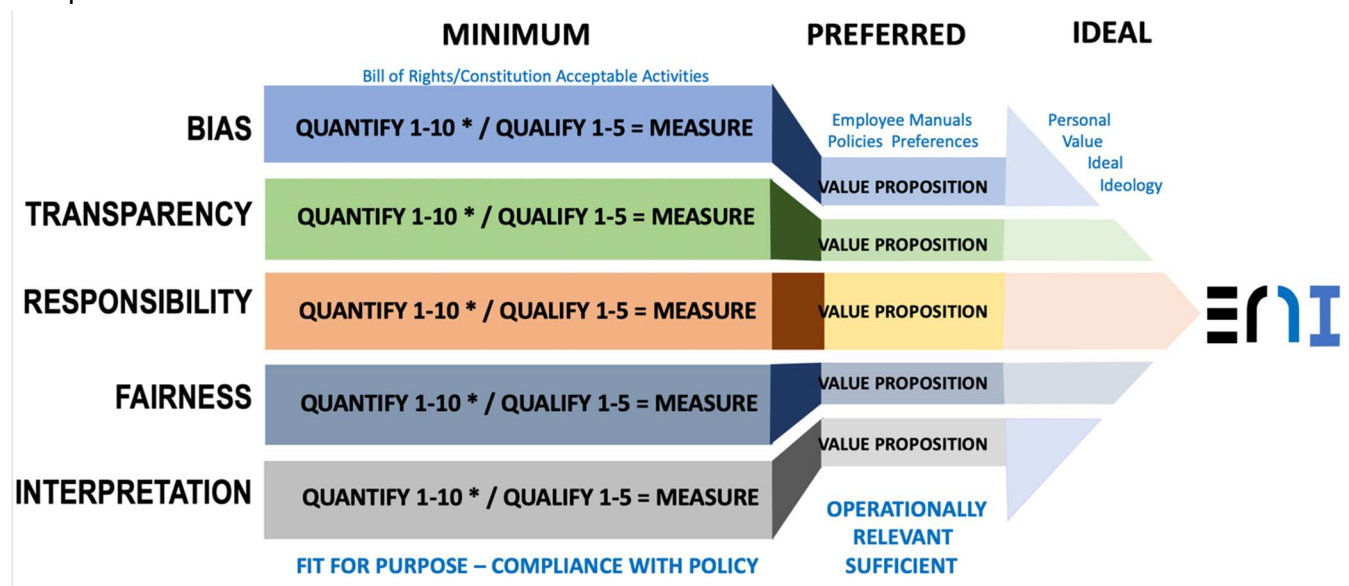 MINIMUM PREFERRED IDEAL
Bill of Rights/Constitution Acceptable Activities
BIAS QUANTIFY 1-10 * / QUALIFY 1-5 = MEASURE
Employee Manuals
Policies Preferences
VALUE PROPOSITION
Personal
Value
Ideal
Ideology
TRANSPARENCY QUANTIFY 1-10 * / QUALIFY 1-5 = MEASURE
VALUE PROPOSITION
RESPONSIBILITY QUANTIFY 1-10 * / QUALIFY 1-5 = MEASURE VALUE PROPOSITION
FAIRNESS QUANTIFY 1-10 * / QUALIFY 1-5 = MEASURE
VALUE PROPOSITION
INTERPRETATION QUANTIFY 1-10 * / QUALIFY 1-5 = MEASURE
VALUE PROPOSITION
FIT FOR PURPOSE – COMPLIANCE WITH POLICY
OPERATIONALLY
RELEVANT
SUFFICIENT